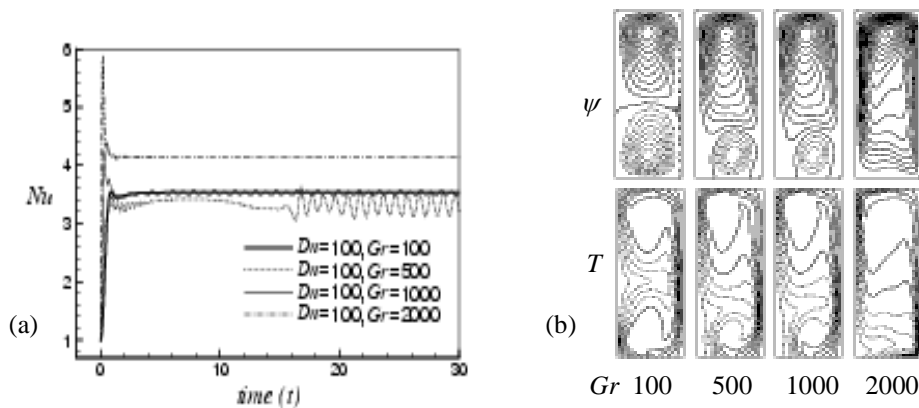 6
5
4
3
2
1
Nu
Dn=100, Gr=100
Dn=100, Gr=500
Dn=100, Gr=1000
Dn=100, Gr=2000
0 10 20 30
time (t)
(a)
ψ
T
(b)
Gr 100 500 1000 2000